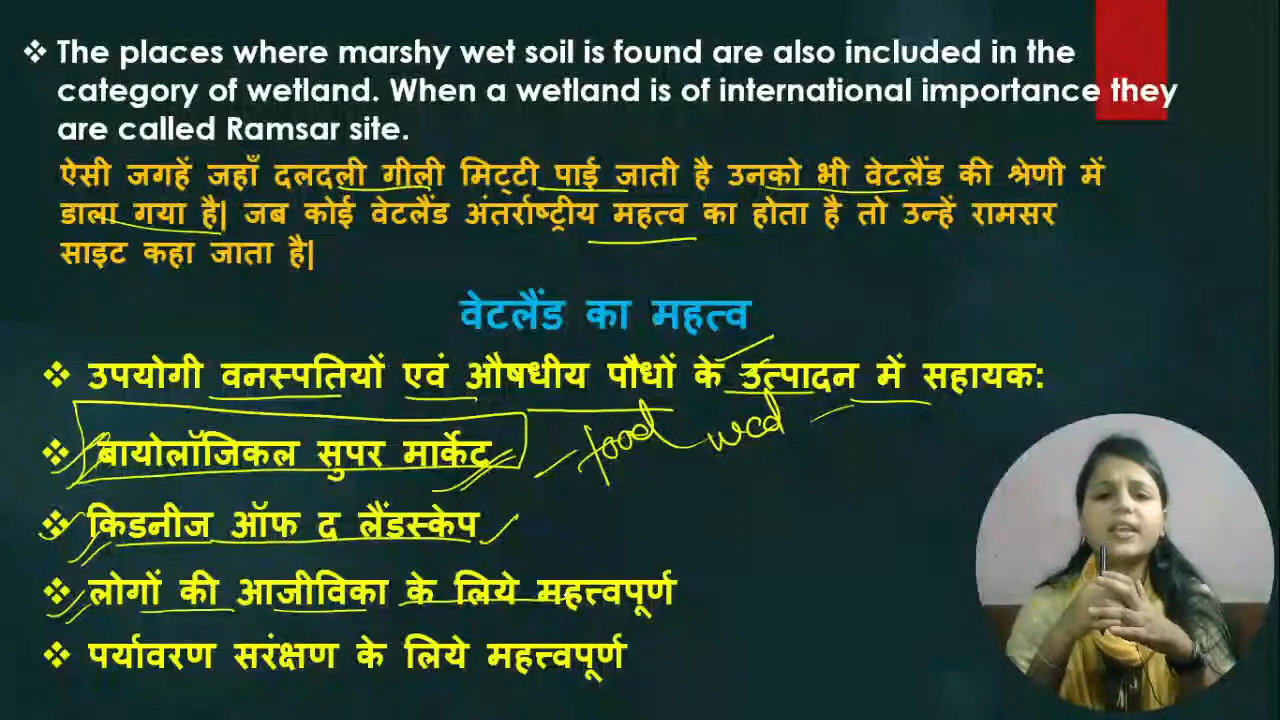 ❖ The places where marshy wet soil is found are also included in the
category of wetland. When a wetland is of international importance they
are called Ramsar site.
ऐसी जगहें जहाँ दलदली गीली मिट्टी पाई जाती है उनको भी वेटलैंड की श्रेणी में
डाला गया है| जब कोई वेटलैंड अंतर्राष्ट्रीय महत्व का होता है तो उन्हें रामसर
साइट कहा जाता है|
वेटलैंड का महत्व
❖ उपयोगी वनस्पतियों एवं औषधीय पौधों के उत्पादन में सहायक:
❖ बायोलॉजिकल सुपर मार्केट - food wed
❖ किडनीज ऑफ द लैंडस्केप
❖ लोगों की आजीविका के लिये महत्त्वपूर्ण
❖ पर्यावरण सरंक्षण के लिये महत्त्वपूर्ण